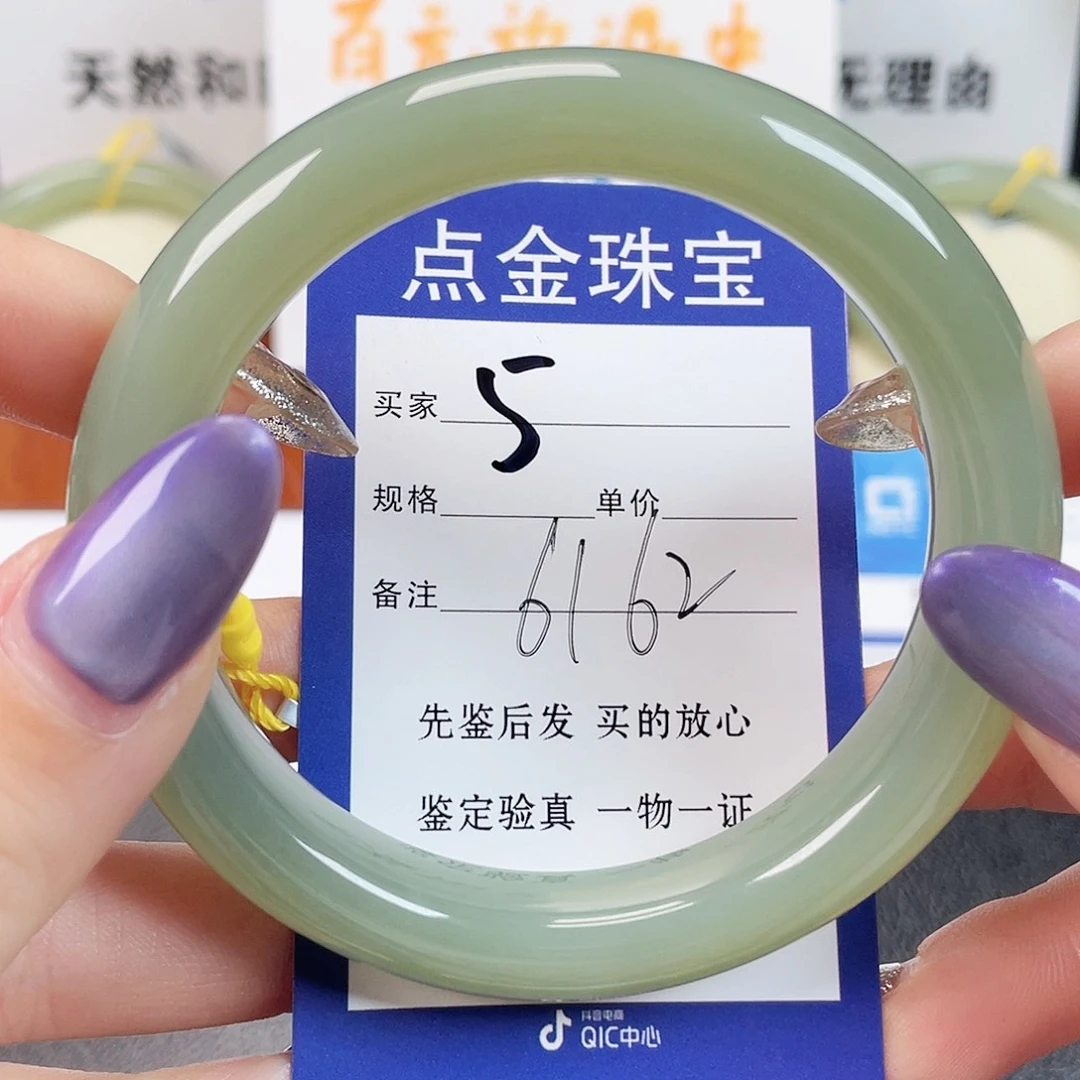 天然和
无理由
点金珠宝
买家 5
规格 单价
备注 6162
先鉴后发 买的放心
鉴定验真 一物一证
抖音电商
QIC中心